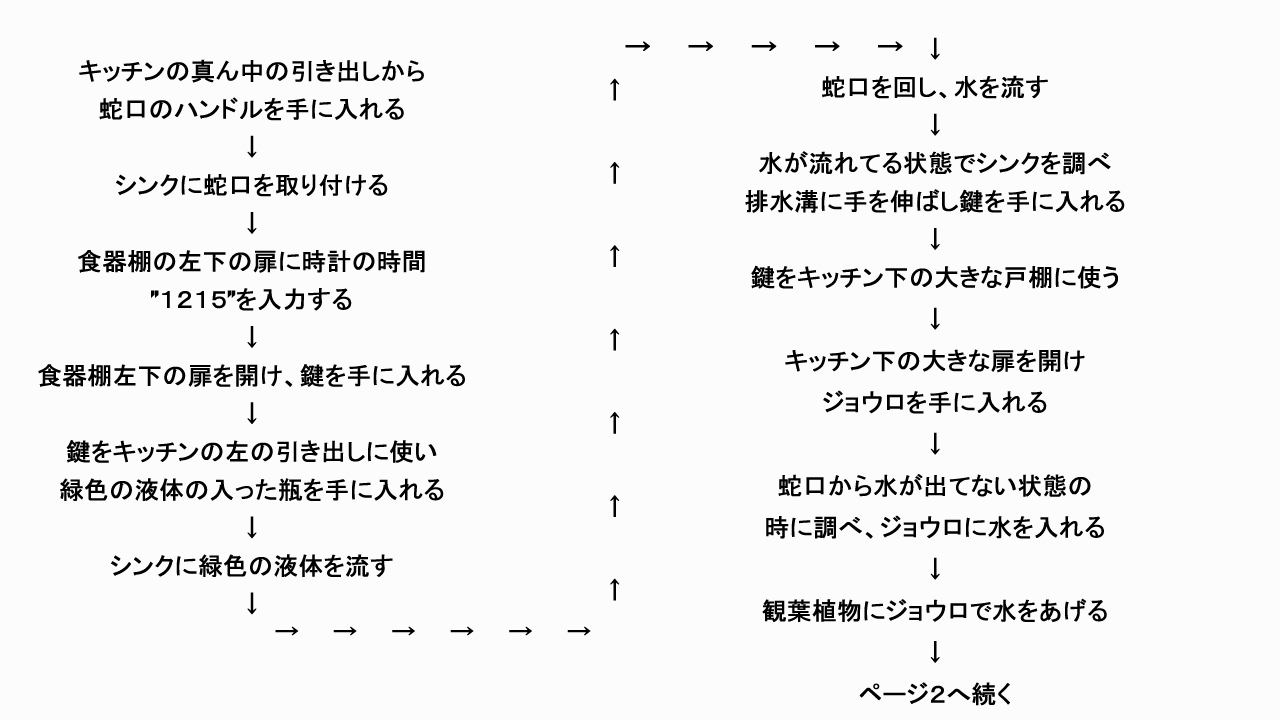 キッチンの真ん中の引き出しから
蛇口のハンドルを手に入れる
↓
シンクに蛇口を取り付ける
↓
食器棚の左下の扉に時計の時間
"1215"を入力する
↓
食器棚左下の扉を開け、鍵を手に入れる
↓
鍵をキッチンの左の引き出しに使い
緑色の液体の入った瓶を手に入れる
↓
シンクに緑色の液体を流す
↓
→ → → → → →
↑
↑
↑
↑
↑
↑
↑
→ → → → → ↓
蛇口を回し、水を流す
↓
水が流れてる状態でシンクを調べ
排水溝に手を伸ばし鍵を手に入れる
↓
鍵をキッチン下の大きな戸棚に使う
↓
キッチン下の大きな扉を開け
ジョウロを手に入れる
↓
蛇口から水が出てない状態の
時に調べ、ジョウロに水を入れる
↓
観葉植物にジョウロで水をあげる
↓
ページ2へ続く